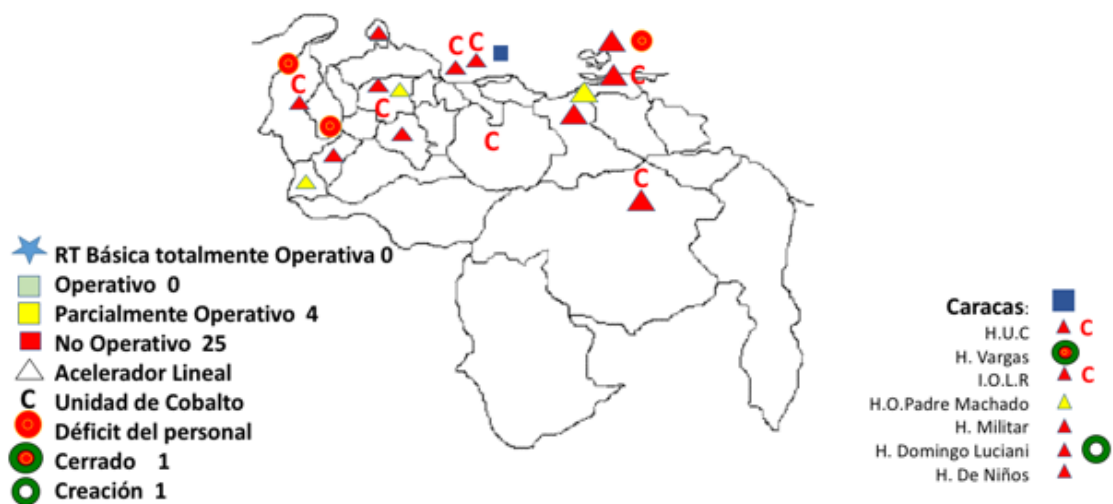 C C
C
C
C
C
C
RT Básica totalmente Operativa 0
Operativo 0
Parcialmente Operativo 4
No Operativo 25
Acelerador Lineal
C Unidad de Cobalto
Déficit del personal
Cerrado 1
Creación 1
Caracas:
H.U.C C
H. Vargas
I.O.L.R C
H.O.Padre Machado
H. Militar
H. Domingo Luciani
H. De Niños